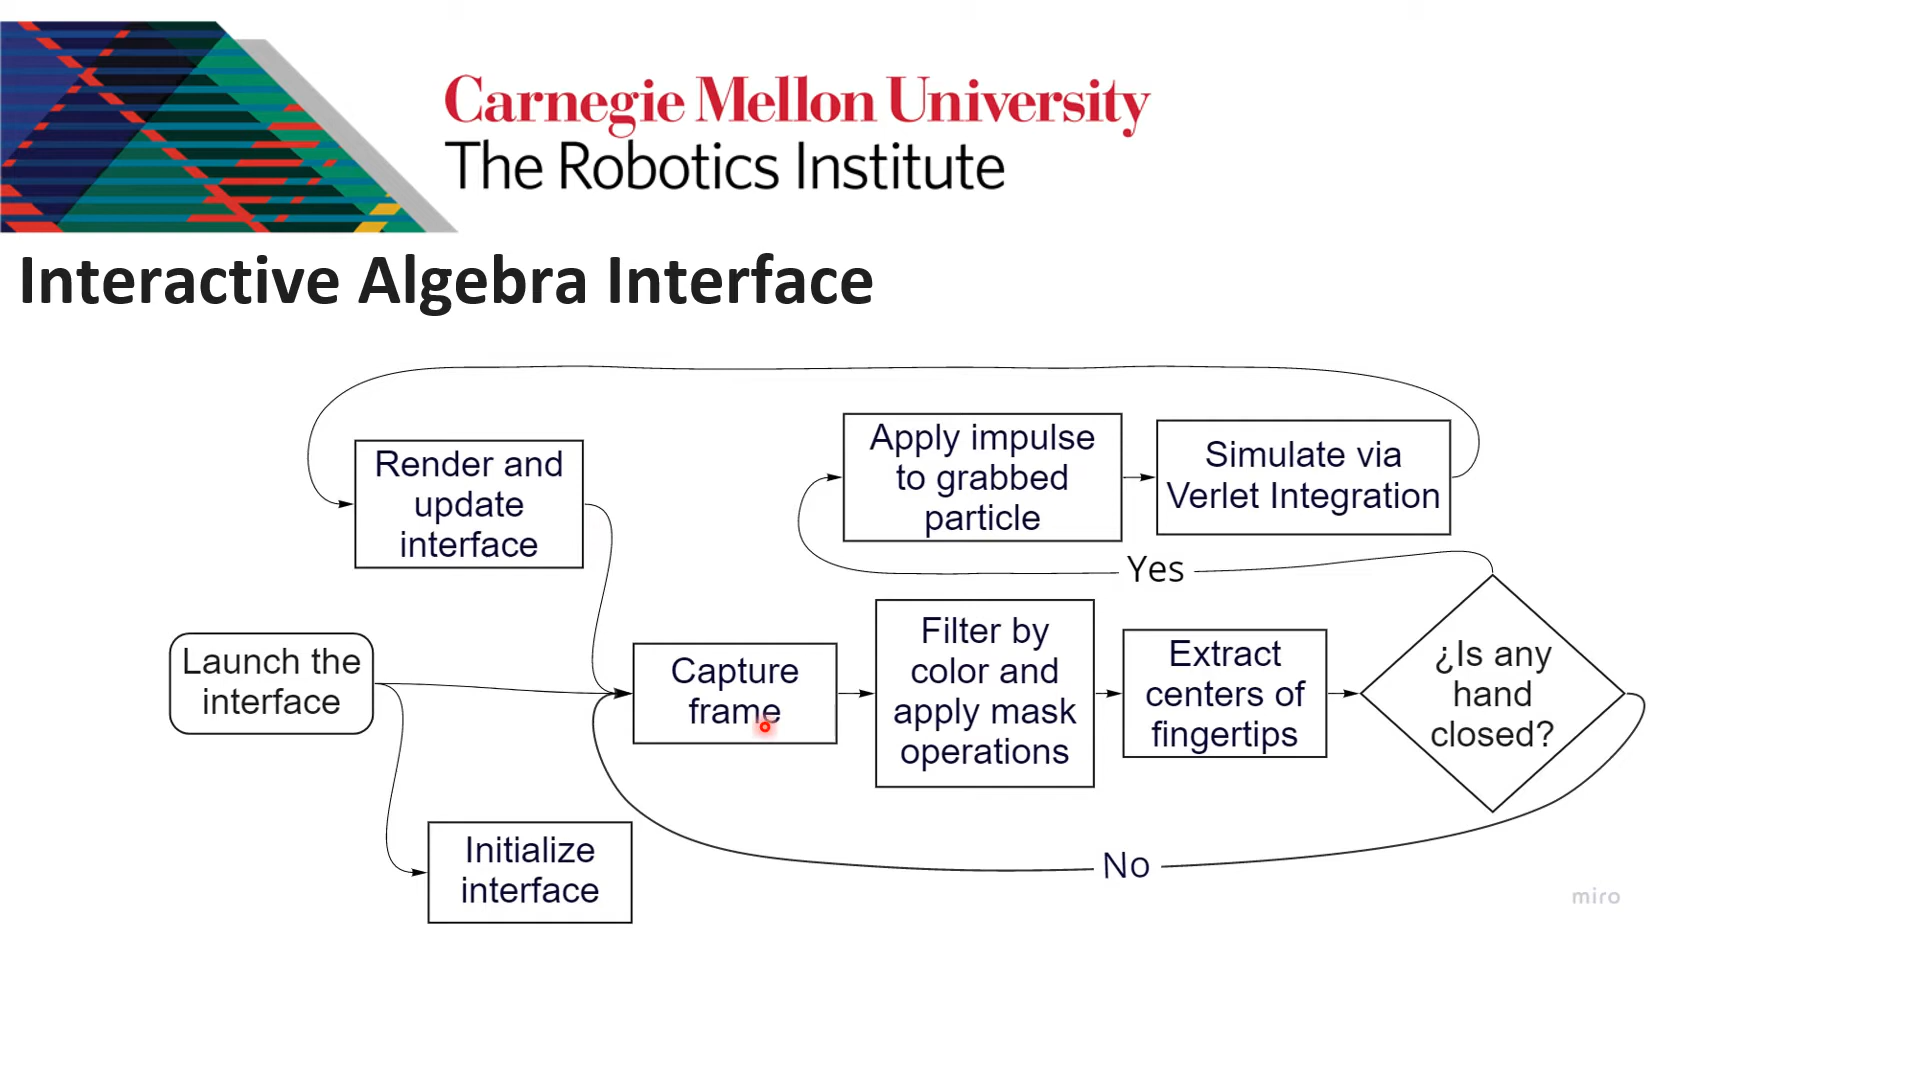 Carnegie Mellon University
The Robotics Institute
Interactive Algebra Interface
Render and
update
interface
Apply impulse
to grabbed
particle
Simulate via
Verlet Integration
Yes
Launch the
interface
Capture
frame
Filter by
color and
apply mask
operations
Extract
centers of
fingertips
¿Is any
hand
closed?
Initialize
interface
No
miro